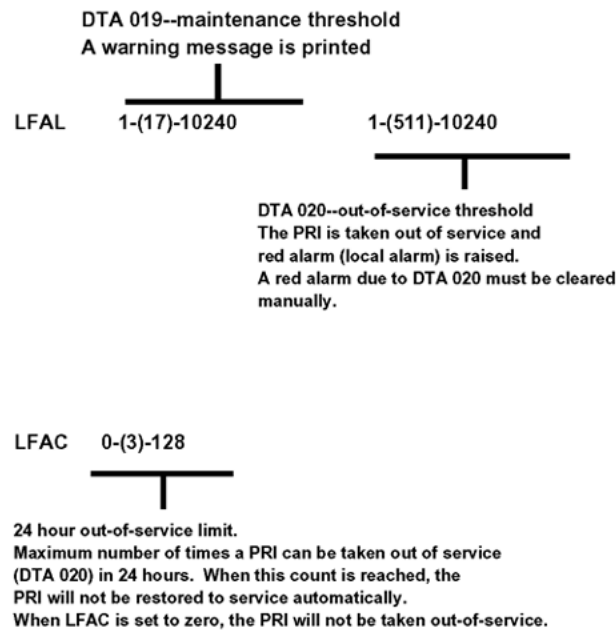 DTA 019--maintenance threshold
A warning message is printed
LFAL 1-(17)-10240 1-(511)-10240
DTA 020--out-of-service threshold
The PRI is taken out of service and
red alarm (local alarm) is raised.
A red alarm due to DTA 020 must be cleared
manually.
LFAC 0-(3)-128
24 hour out-of-service limit.
Maximum number of times a PRI can be taken out of service
(DTA 020) in 24 hours. When this count is reached, the
PRI will not be restored to service automatically.
When LFAC is set to zero, the PRI will not be taken out-of-service.